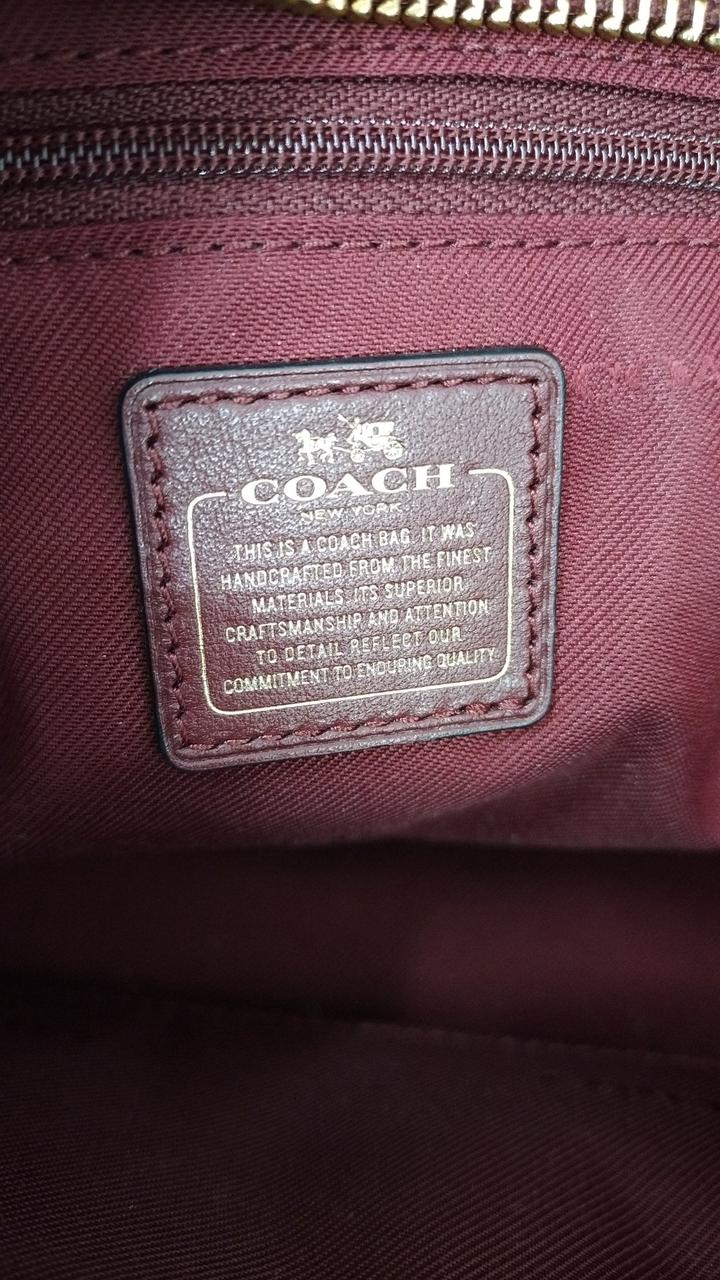 COACH
NEW YORK
THIS IS A COACH BAG. IT WAS
HANDCRAFTED FROM THE FINEST
MATERIALS. ITS SUPERIOR
CRAFTSMANSHIP AND ATTENTION
TO DETAIL REFLECT OUR
COMMITMENT TO ENDURING QUALITY.